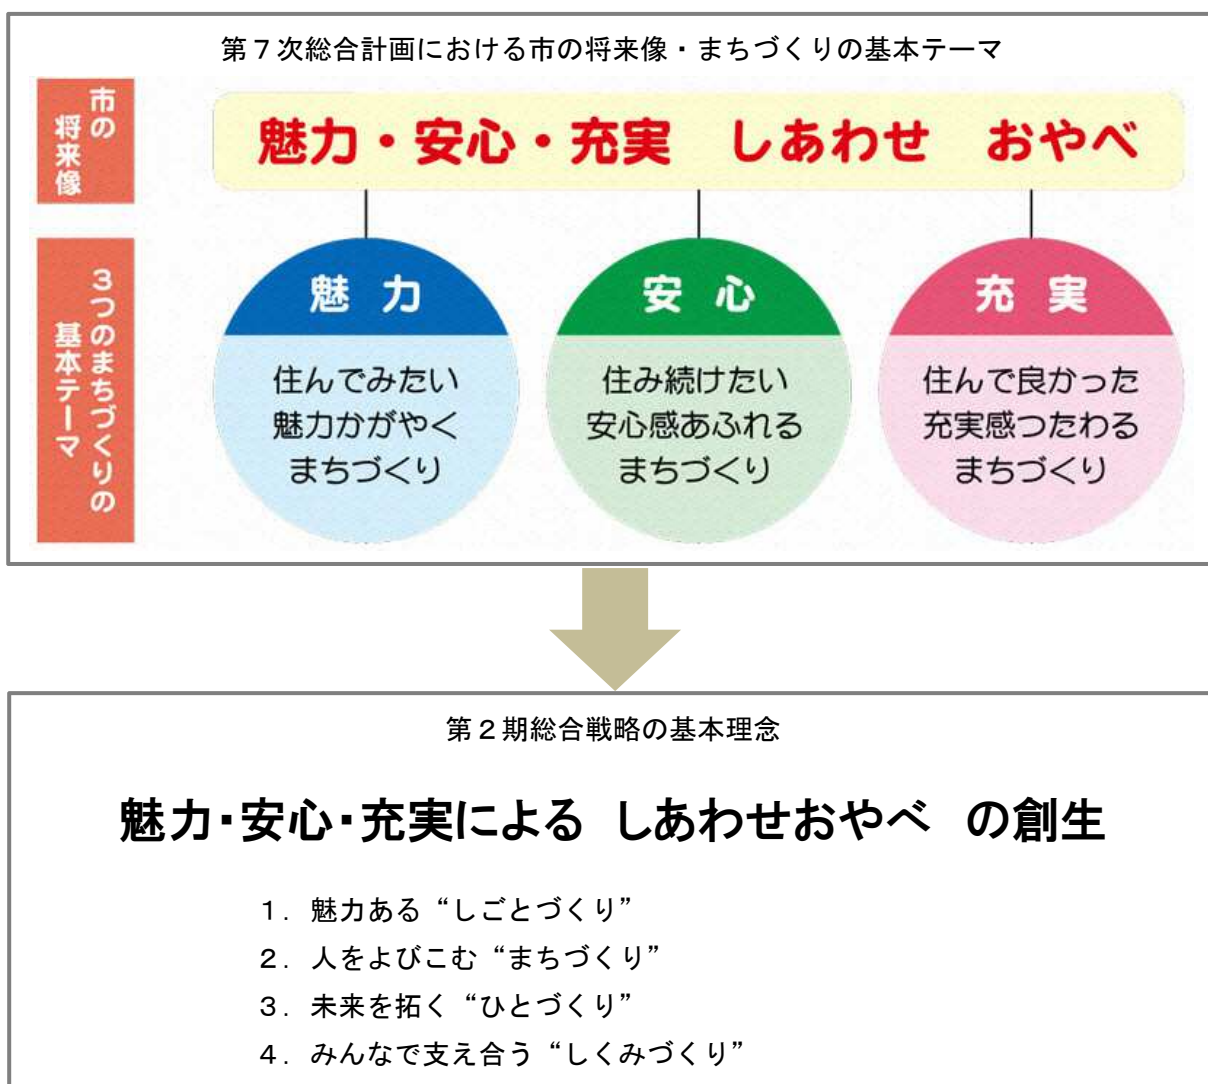 第７次総合計画における市の将来像・まちづくりの基本テーマ
市の
将来像
魅力・安心・充実　しあわせ　おやべ
３つのまちづくりの
基本テーマ
魅 力
住んでみたい
魅力かがやく
まちづくり
安 心
住み続けたい
安心感あふれる
まちづくり
充 実
住んで良かった
充実感つたわる
まちづくり
第２期総合戦略の基本理念
魅力・安心・充実による　しあわせおやべ　の創生
１．魅力ある“しごとづくり”
２．人をよびこむ“まちづくり”
３．未来を拓く“ひとづくり”
４．みんなで支え合う“しくみづくり”